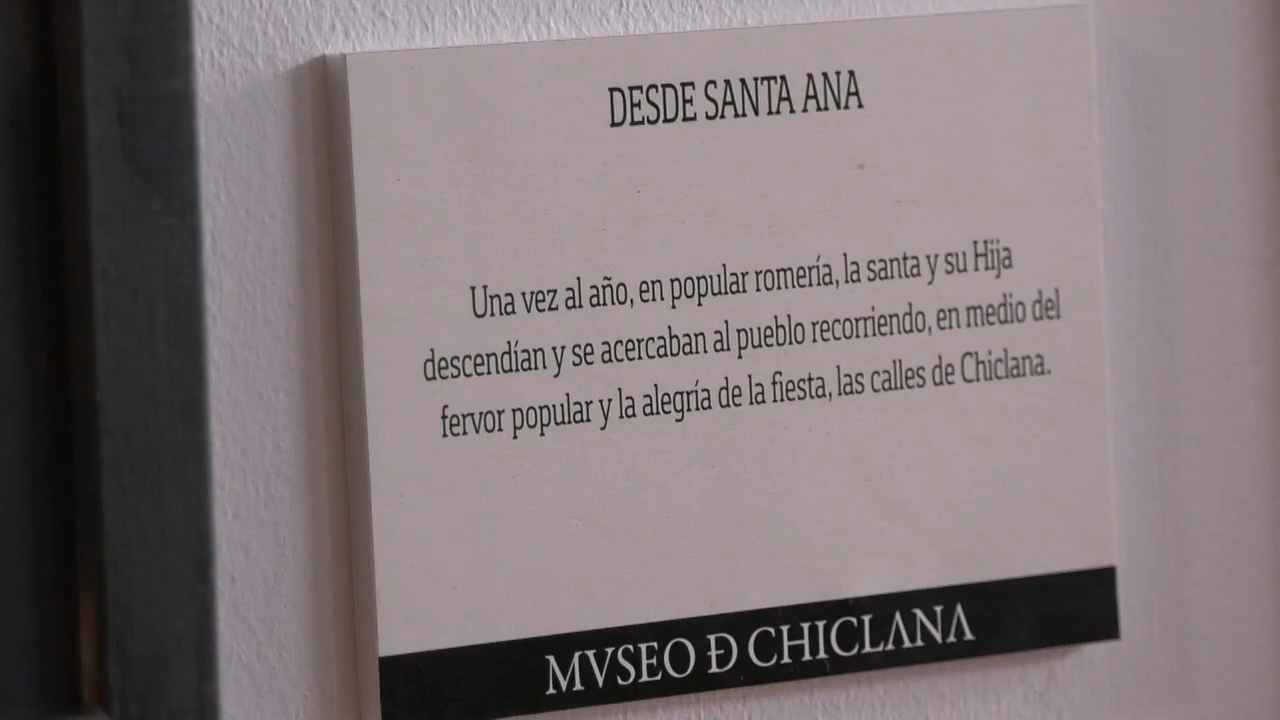 DESDE SANTA ANA
Una vez al año, en popular romería, la santa y su Hija
descendían y se acercaban al pueblo recorriendo, en medio del
fervor popular y la alegría de la fiesta, las calles de Chiclana.
MVSEO Ð CHICLANA